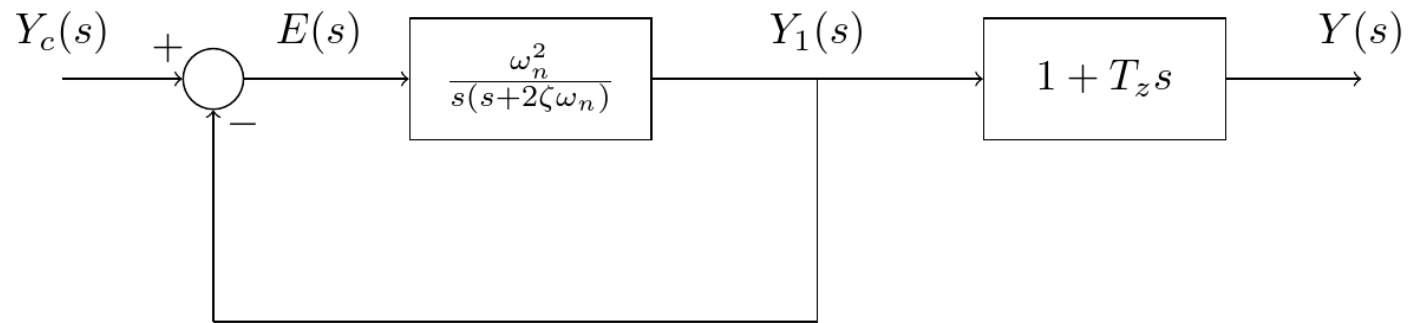 Y_c(s) + E(s) Y_1(s) Y(s)
ω_n^2
s(s+2ζω_n)
1 + T_z s
−